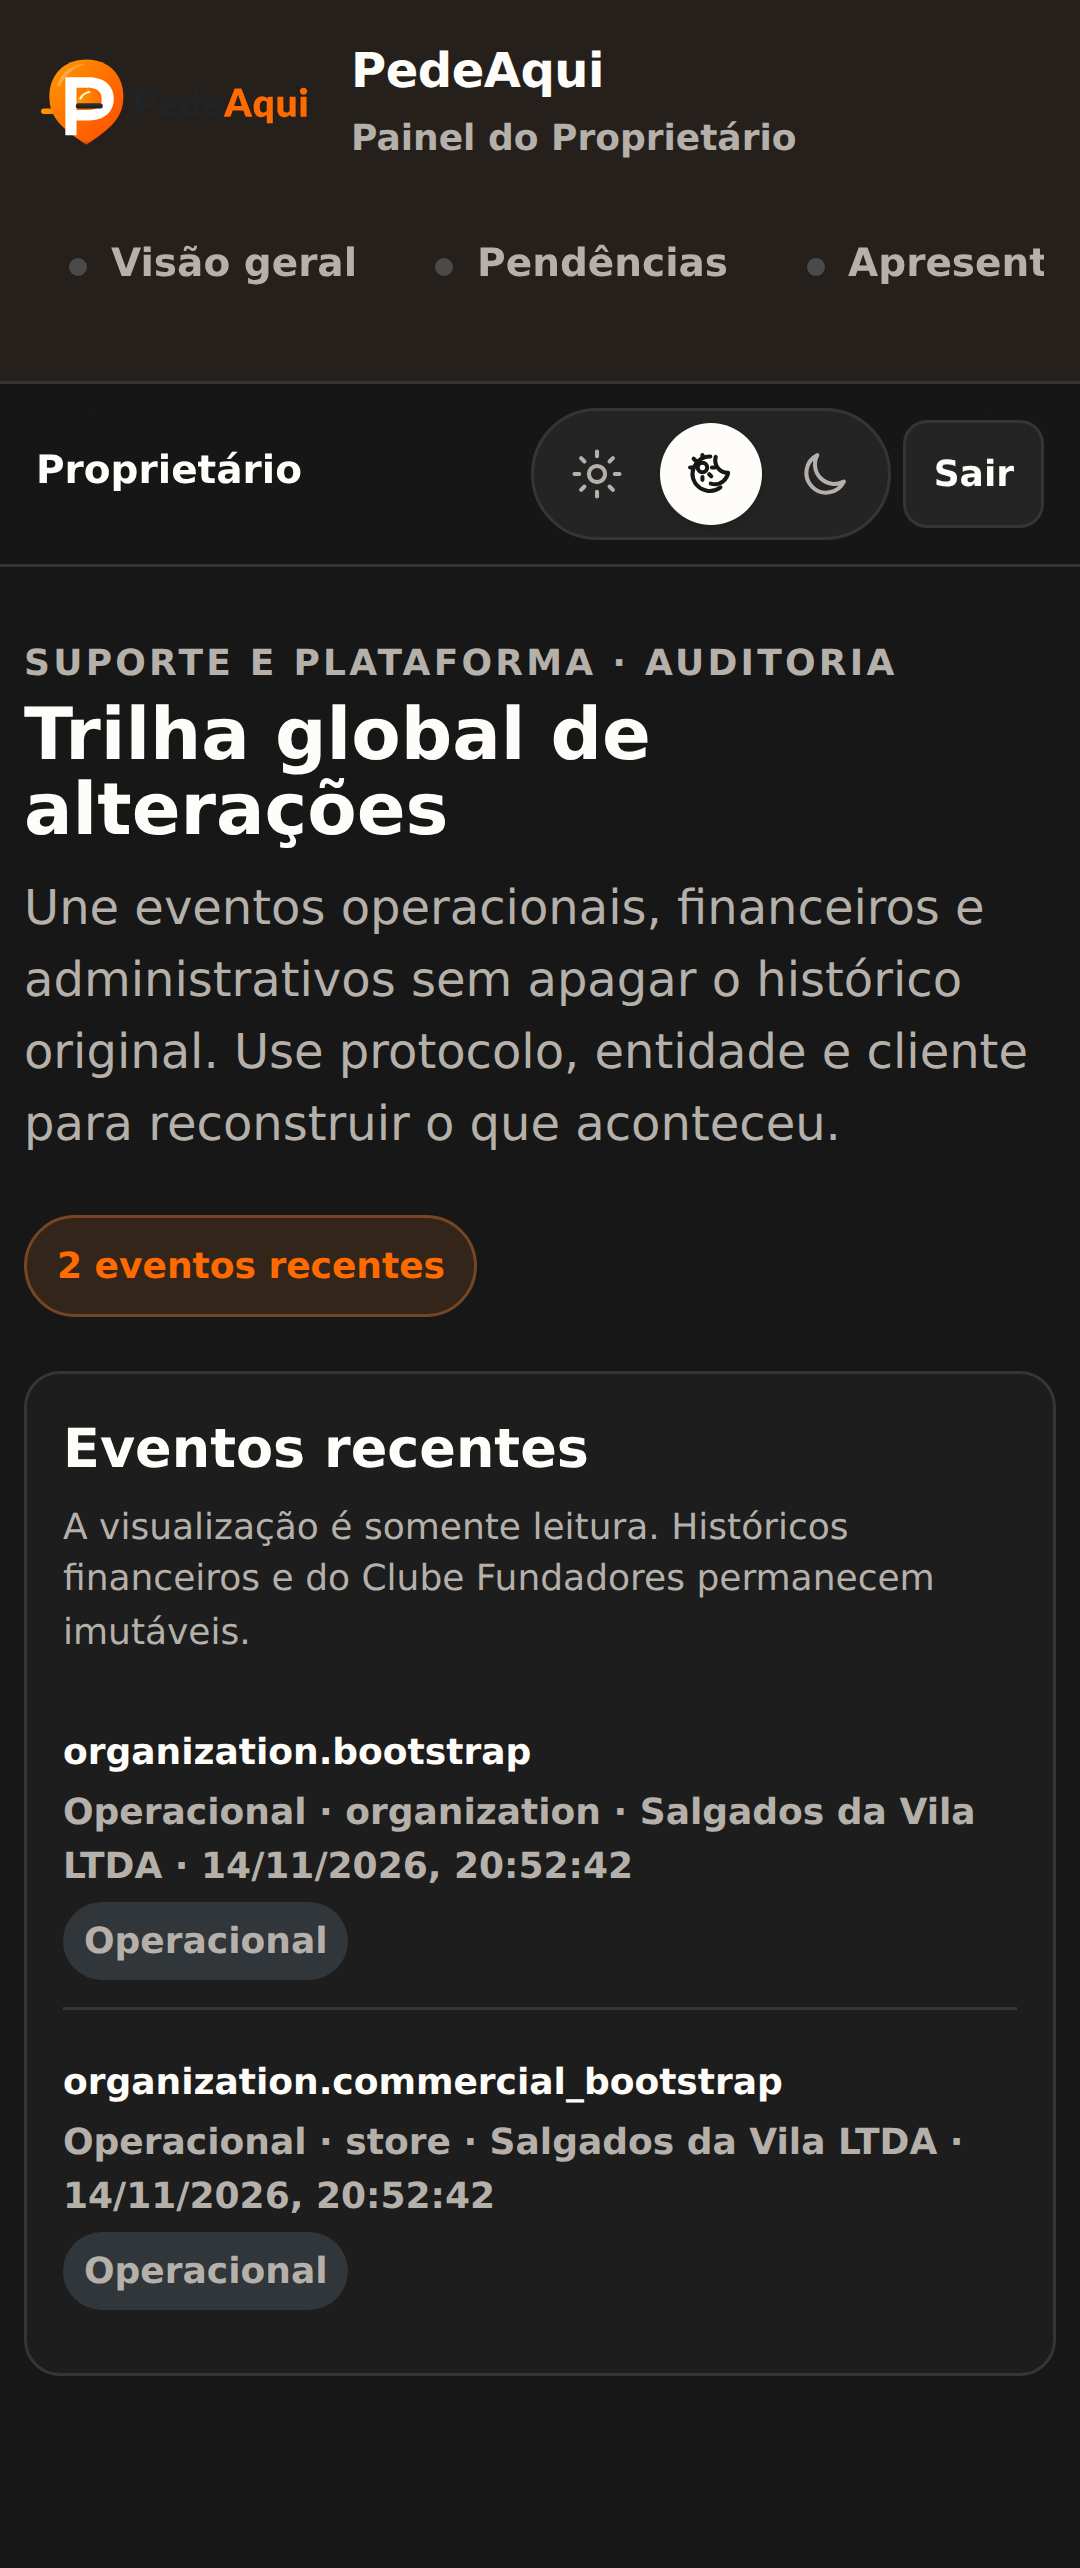 PedeAqui
PedeAqui
Painel do Proprietário
Visão geral
Pendências
Apresent
Proprietário
Sair
SUPORTE E PLATAFORMA · AUDITORIA
Trilha global de
alterações
Une eventos operacionais, financeiros e
administrativos sem apagar o histórico
original. Use protocolo, entidade e cliente
para reconstruir o que aconteceu.
2 eventos recentes
Eventos recentes
A visualização é somente leitura. Históricos
financeiros e do Clube Fundadores permanecem
imutáveis.
organization.bootstrap
Operacional · organization · Salgados da Vila
LTDA · 14/11/2026, 20:52:42
Operacional
organization.commercial_bootstrap
Operacional · store · Salgados da Vila LTDA ·
14/11/2026, 20:52:42
Operacional